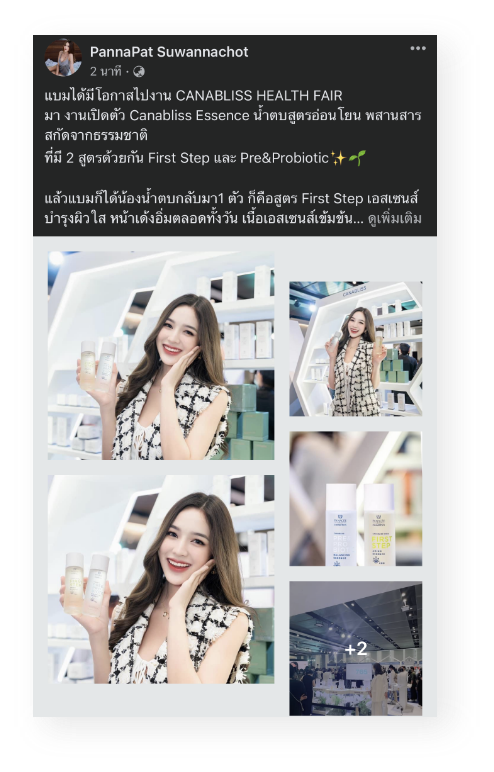 PannaPat Suwannachot
2 นาที ·
แบมได้มีโอกาสไปงาน CANABLISS HEALTH FAIR
มา งานเปิดตัว Canabliss Essence น้ำตบสูตรอ่อนโยน พสานสาร
สกัดจากธรรมชาติ
ที่มี 2 สูตรด้วยกัน First Step และ Pre&Probiotic✨🌱
แล้วแบมก็ได้น้องน้ำตบกลับมา1 ตัว ก็คือสูตร First Step เอสเซนส์
บำรุงผิวใส หน้าเด้งอิ่มตลอดทั้งวัน เนื้อเอสเซนส์เข้มข้น... ดูเพิ่มเติม
CANABLISS
FIRST
STEP
+2